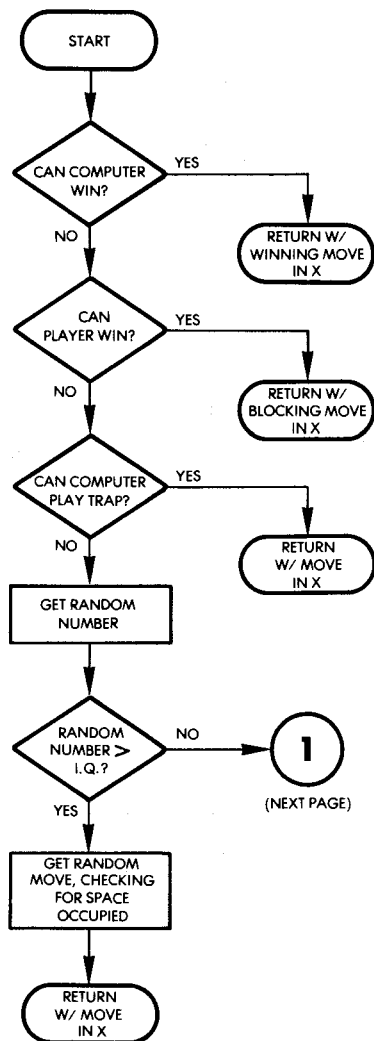 START
CAN COMPUTER
WIN?
YES
NO
RETURN W/
WINNING MOVE
IN X
CAN
PLAYER WIN?
YES
NO
RETURN W/
BLOCKING MOVE
IN X
CAN COMPUTER
PLAY TRAP?
YES
NO
RETURN
W/ MOVE
IN X
GET RANDOM
NUMBER
RANDOM
NUMBER >
I.Q.?
NO
YES
1
(NEXT PAGE)
GET RANDOM
MOVE, CHECKING
FOR SPACE
OCCUPIED
RETURN
W/ MOVE
IN X